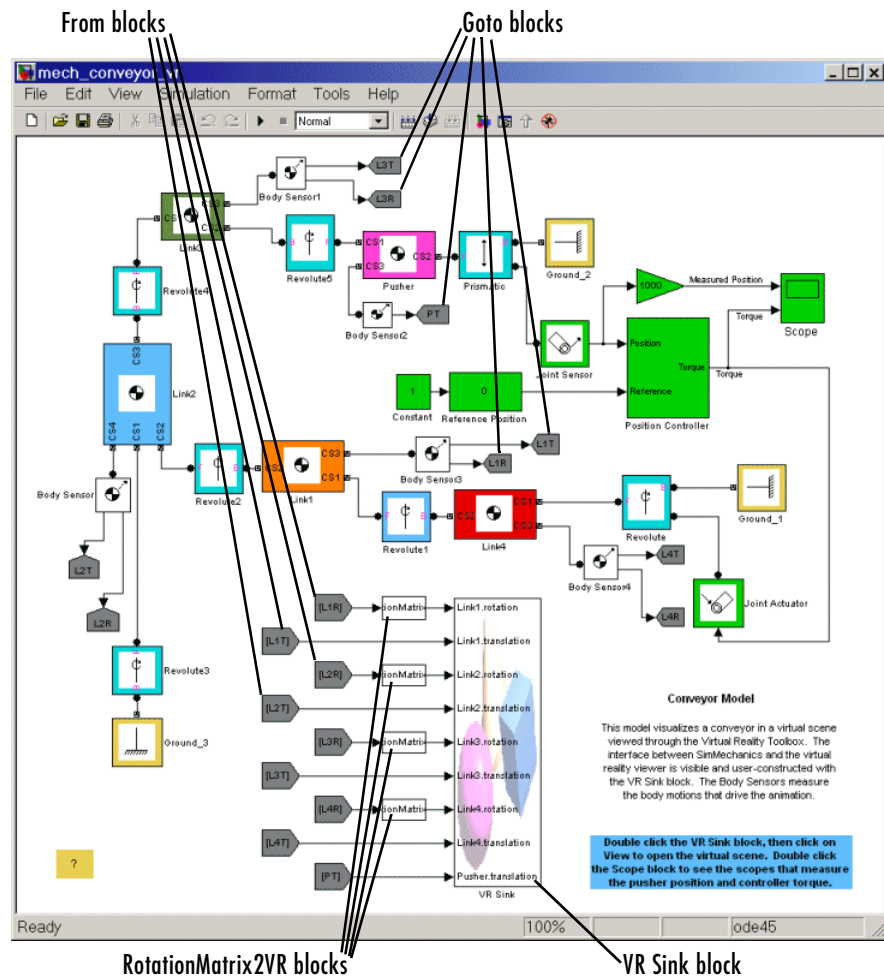 From blocks
Goto blocks
mech_conveyor_vr
File Edit View Simulation Format Tools Help
Normal
L3T
Body Sensor1
L3R
CS1
CS3
CS2
Link3
B F
Revolute5
CS1
CS3
CS2
Pusher
Prismatic
Ground_2
1000
Measured Position
Torque
Scope
Revolute4
Body Sensor2
PT
Joint Sensor
Position
Reference
Torque
Torque
Position Controller
CS3
Link2
CS4
CS1
CS2
1
Constant
0
Reference Position
Body Sensor
F B
Revolute2
CS2
CS3
CS1
Link1
Body Sensor3
L1T
L1R
F B
Revolute1
CS2
CS1
CS3
Link4
F B
Revolute
Ground_1
L2T
L2R
Body Sensor4
L4T
L4R
Joint Actuator
Revolute3
Ground_3
[L1R]
ionMatrix
Link1.rotation
[L1T]
Link1.translation
[L2R]
ionMatrix
Link2.rotation
[L2T]
Link2.translation
[L3R]
ionMatrix
Link3.rotation
[L3T]
Link3.translation
[L4R]
ionMatrix
Link4.rotation
[L4T]
Link4.translation
[PT]
Pusher.translation
VR Sink
Conveyor Model
This model visualizes a conveyor in a virtual scene
viewed through the Virtual Reality Toolbox. The
interface between SimMechanics and the virtual
reality viewer is visible and user-constructed with
the VR Sink block. The Body Sensors measure
the body motions that drive the animation.
?
Double click the VR Sink block, then click on
View to open the virtual scene. Double click
the Scope block to see the scopes that measure
the pusher position and controller torque.
Ready
100%
ode45
RotationMatrix2VR blocks
VR Sink block